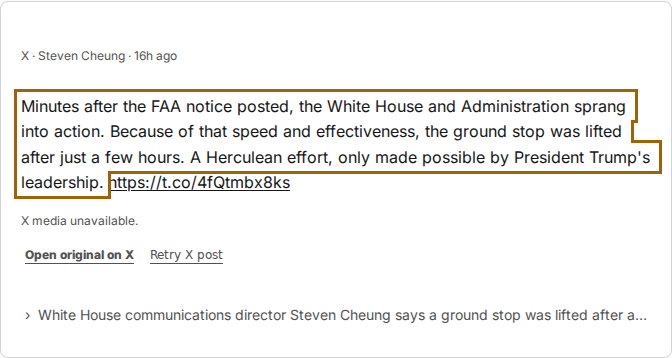 X · Steven Cheung · 16h ago
Minutes after the FAA notice posted, the White House and Administration sprang
into action. Because of that speed and effectiveness, the ground stop was lifted
after just a few hours. A Herculean effort, only made possible by President Trump's
leadership. https://t.co/4fQtmbx8ks
X media unavailable.
Open original on X Retry X post
› White House communications director Steven Cheung says a ground stop was lifted after a...